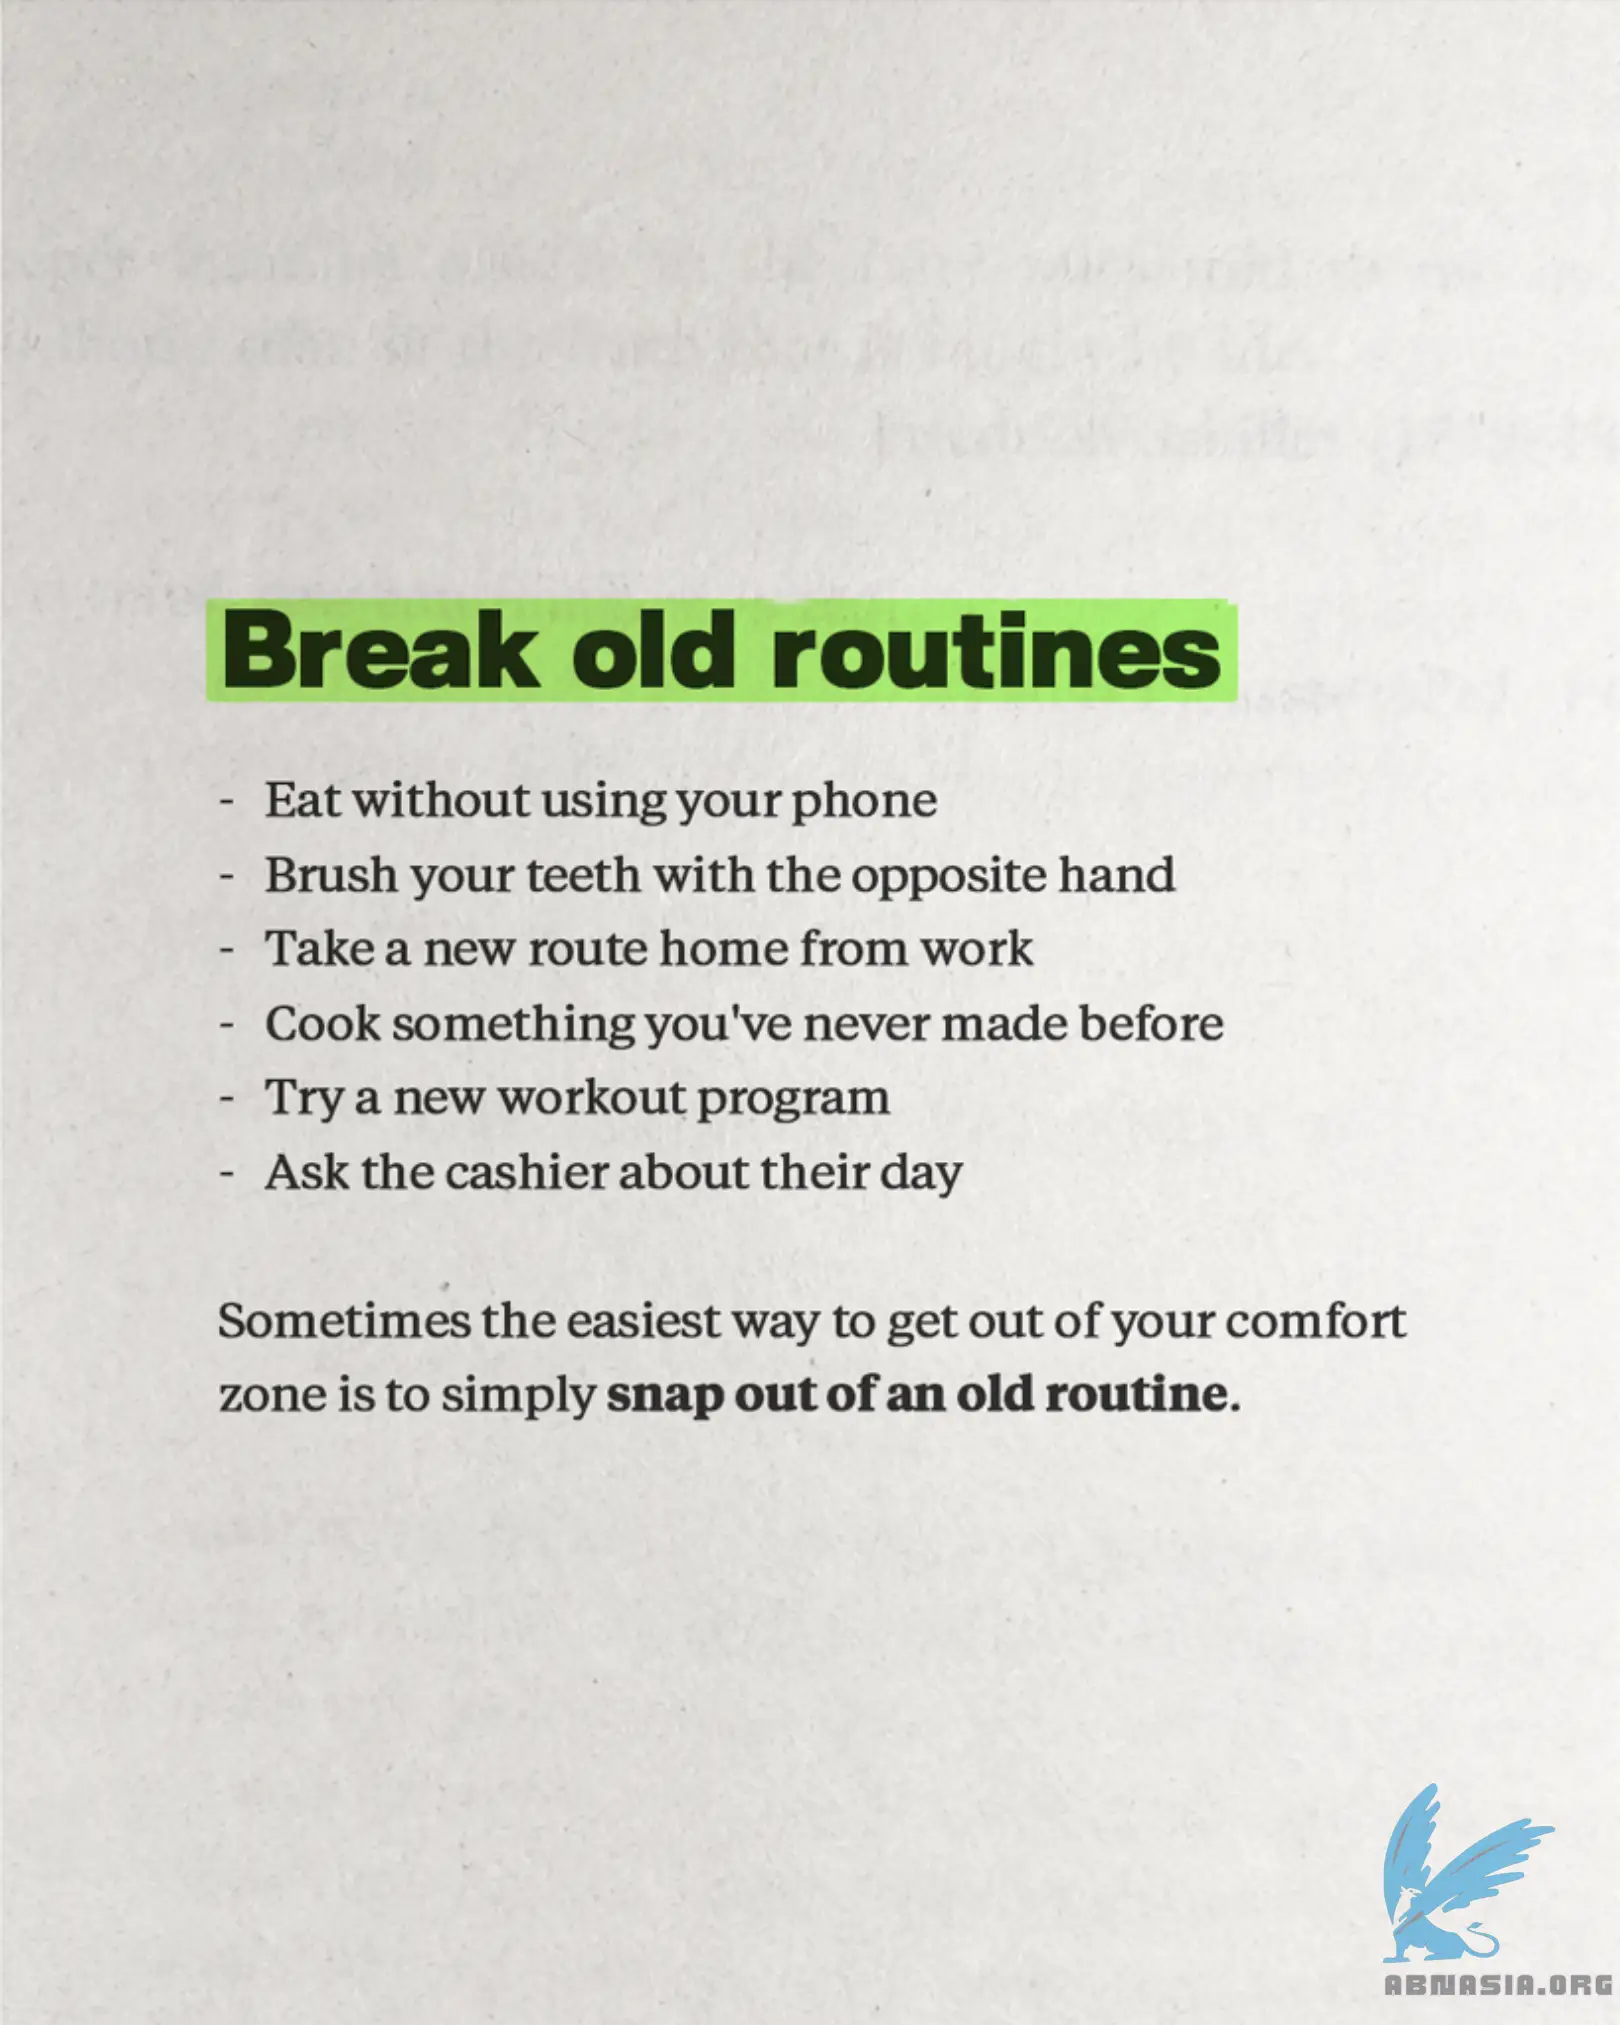 Break old routines
- Eat without using your phone
- Brush your teeth with the opposite hand
- Take a new route home from work
- Cook something you've never made before
- Try a new workout program
- Ask the cashier about their day
Sometimes the easiest way to get out of your comfort
zone is to simply snap out of an old routine.
ABNASIA.ORG